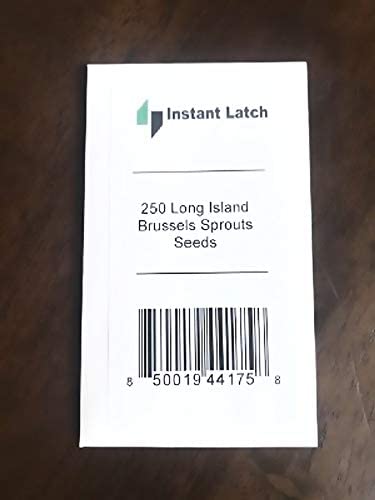 Instant Latch
250 Long Island
Brussels Sprouts
Seeds
8 50019 44175 8